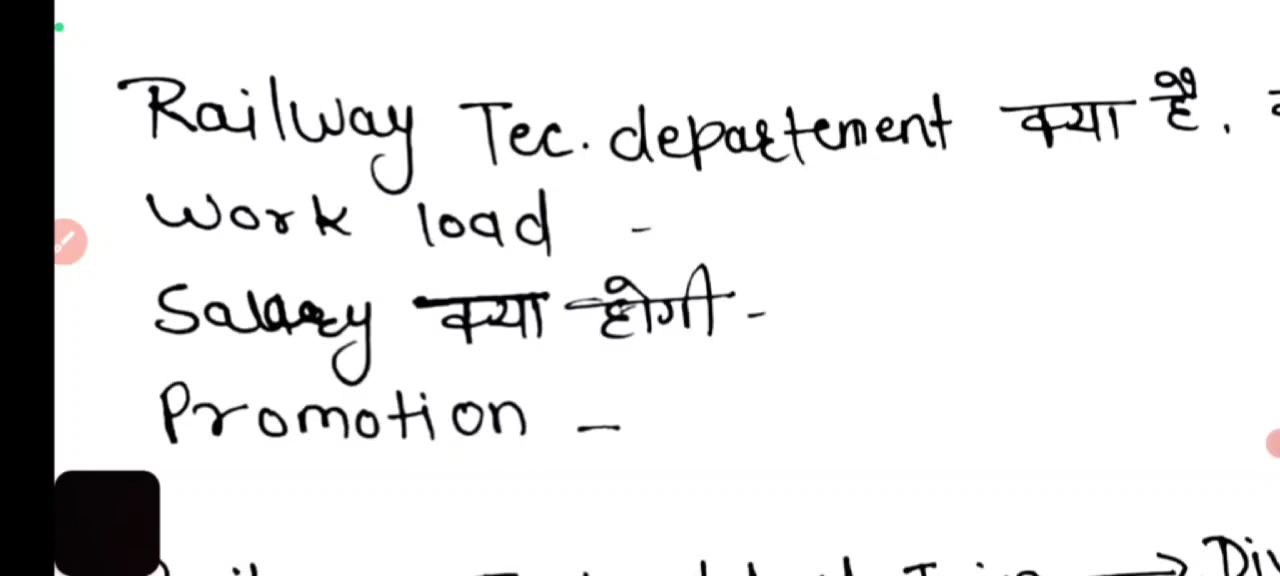 Railway Tec. departement क्या है.
Work load -
Salary क्या होगी -
Promotion -